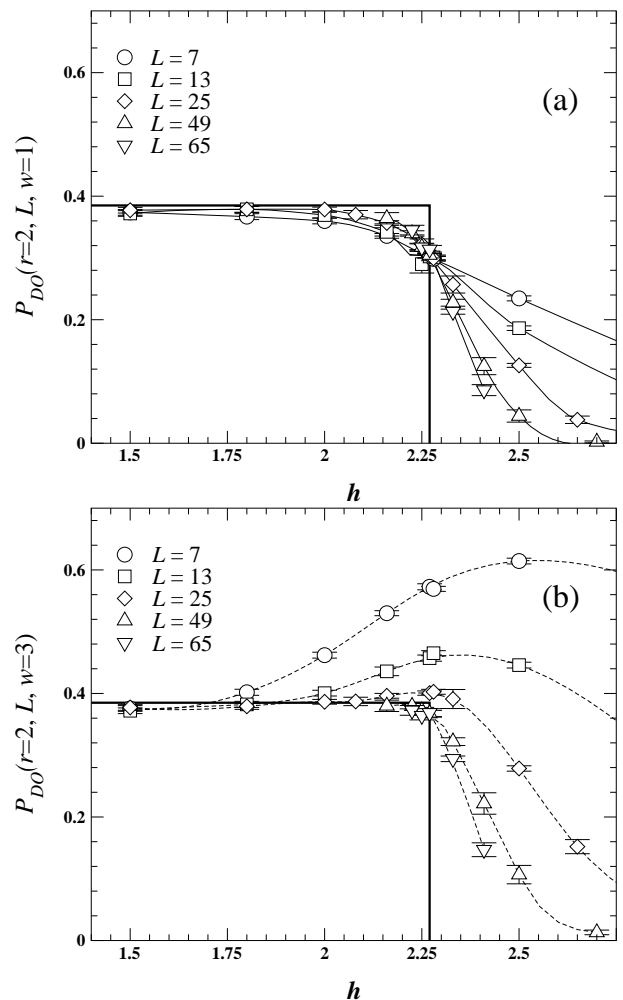 0.6
0.4
0.2
0
P_DO(r=2, L, w=1)
L = 7
L = 13
L = 25
L = 49
L = 65
(a)
1.5 1.75 2 2.25 2.5
h
0.6
0.4
0.2
0
P_DO(r=2, L, w=3)
L = 7
L = 13
L = 25
L = 49
L = 65
(b)
1.5 1.75 2 2.25 2.5
h